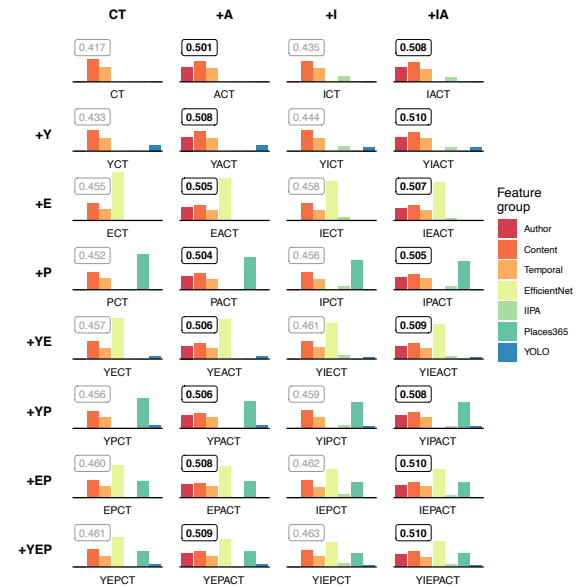 CT +A +I +IA
0.417 0.501 0.435 0.508
CT ACT ICT IACT
+Y
0.433 0.508 0.444 0.510
YCT YACT YICT YIACT
+E
0.455 0.505 0.458 0.507
ECT EACT IECT IEACT
+P
0.452 0.504 0.456 0.505
PCT PACT IPCT IPACT
+YE
0.457 0.506 0.461 0.509
YECT YEACT YIECT YIEACT
+YP
0.456 0.506 0.459 0.508
YPCT YPACT YIPCT YIPACT
+EP
0.460 0.508 0.462 0.510
EPCT EPACT IEPCT IEPACT
+YEP
0.461 0.509 0.463 0.510
YEPCT YEPACT YIEPCT YIEPACT
Feature
group
Author
Content
Temporal
EfficientNet
IIPA
Places365
YOLO